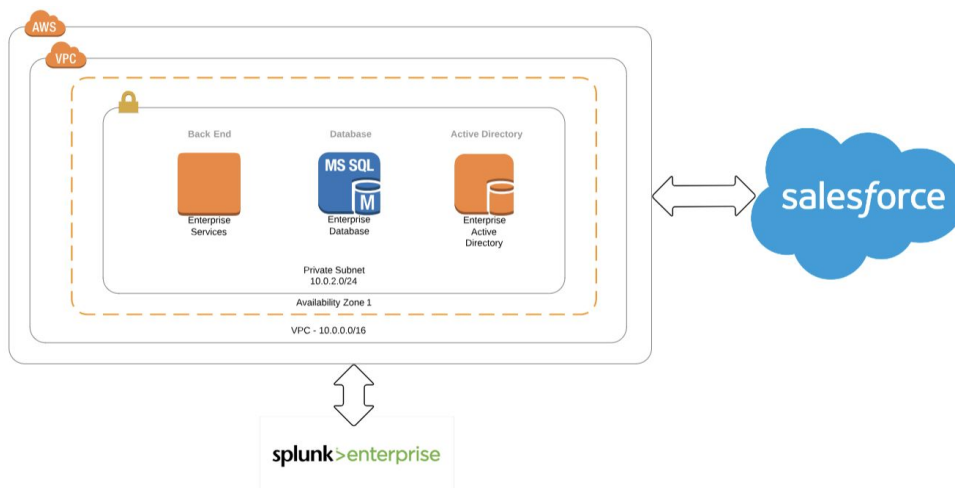 AWS
VPC
Back End
Database
Active Directory
MS SQL
M
Enterprise
Services
Enterprise
Database
Enterprise
Active
Directory
Private Subnet
10.0.2.0/24
Availability Zone 1
VPC - 10.0.0.0/16
salesforce
splunk>enterprise